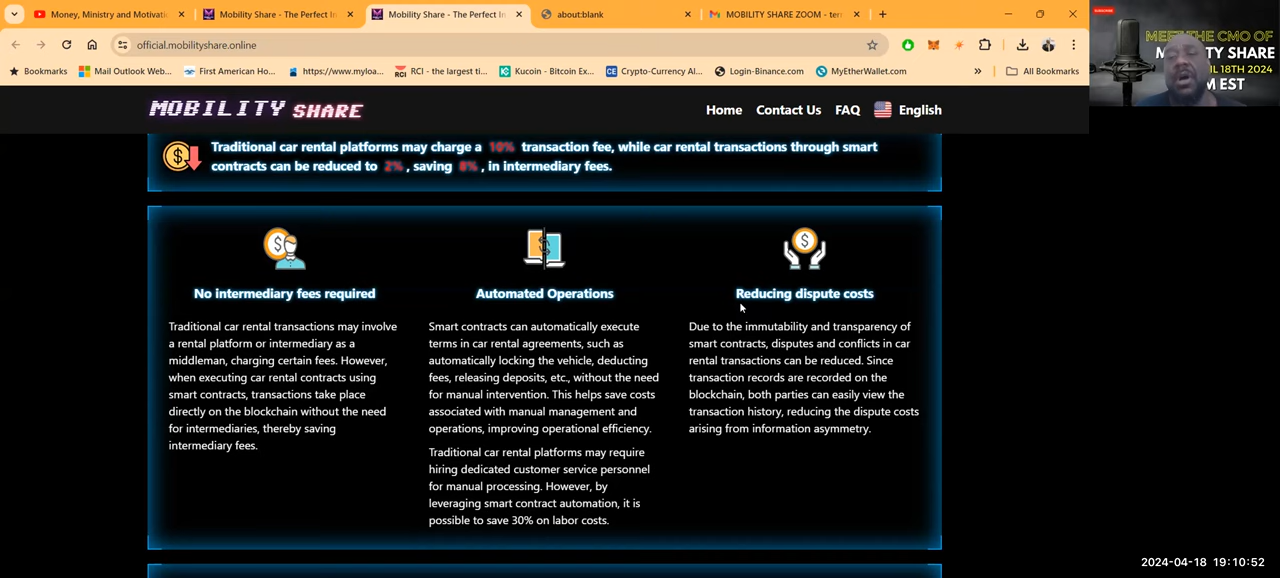 Money, Ministry and Motivati
Mobility Share - The Perfect In
Mobility Share - The Perfect In
about:blank
MOBILITY SHARE ZOOM - terr
official.mobilityshare.online
Bookmarks
Mail Outlook Web...
First American Ho...
https://www.myloa...
RCI - the largest ti...
Kucoin - Bitcoin Ex...
Crypto-Currency Al...
Login-Binance.com
MyEtherWallet.com
All Bookmarks
MEET THE CMO OF
2024
M EST
MOBILITY SHARE
Home
Contact Us
FAQ
English
Traditional car rental platforms may charge a 10% transaction fee, while car rental transactions through smart
contracts can be reduced to 2% , saving 8% , in intermediary fees.
No intermediary fees required
Traditional car rental transactions may involve
a rental platform or intermediary as a
middleman, charging certain fees. However,
when executing car rental contracts using
smart contracts, transactions take place
directly on the blockchain without the need
for intermediaries, thereby saving
intermediary fees.
Automated Operations
Smart contracts can automatically execute
terms in car rental agreements, such as
automatically locking the vehicle, deducting
fees, releasing deposits, etc., without the need
for manual intervention. This helps save costs
associated with manual management and
operations, improving operational efficiency.
Traditional car rental platforms may require
hiring dedicated customer service personnel
for manual processing. However, by
leveraging smart contract automation, it is
possible to save 30% on labor costs.
Reducing dispute costs
Due to the immutability and transparency of
smart contracts, disputes and conflicts in car
rental transactions can be reduced. Since
transaction records are recorded on the
blockchain, both parties can easily view the
transaction history, reducing the dispute costs
arising from information asymmetry.
2024-04-18 19:10:52